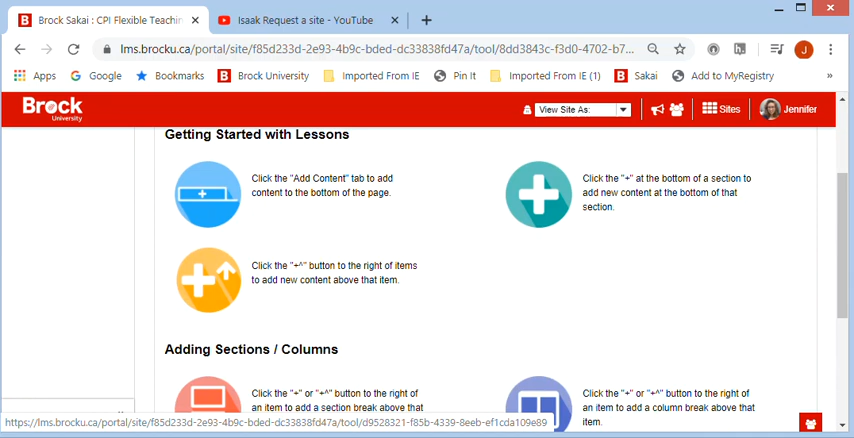 Brock Sakai : CPI Flexible Teachin
Isaak Request a site - YouTube
lms.brocku.ca/portal/site/f85d233d-2e93-4b9c-bded-dc33838fd47a/tool/8dd3843c-f3d0-4702-b7...
Apps
Google
Bookmarks
Brock University
Imported From IE
Pin It
Imported From IE (1)
Sakai
Add to MyRegistry
»
Brock
University
View Site As:
Sites
Jennifer
Getting Started with Lessons
Click the "Add Content" tab to add
content to the bottom of the page.
Click the "+" at the bottom of a section to
add new content at the bottom of that
section.
Click the "+^" button to the right of items
to add new content above that item.
Adding Sections / Columns
Click the "+" or "+^" button to the right of
an item to add a section break above that
Click the "+" or "+^" button to the right of
an item to add a column break above that
item.
https://lms.brocku.ca/portal/site/f85d233d-2e93-4b9c-bded-dc33838fd47a/tool/d9528321-f85b-4339-8eeb-ef1cda109e89